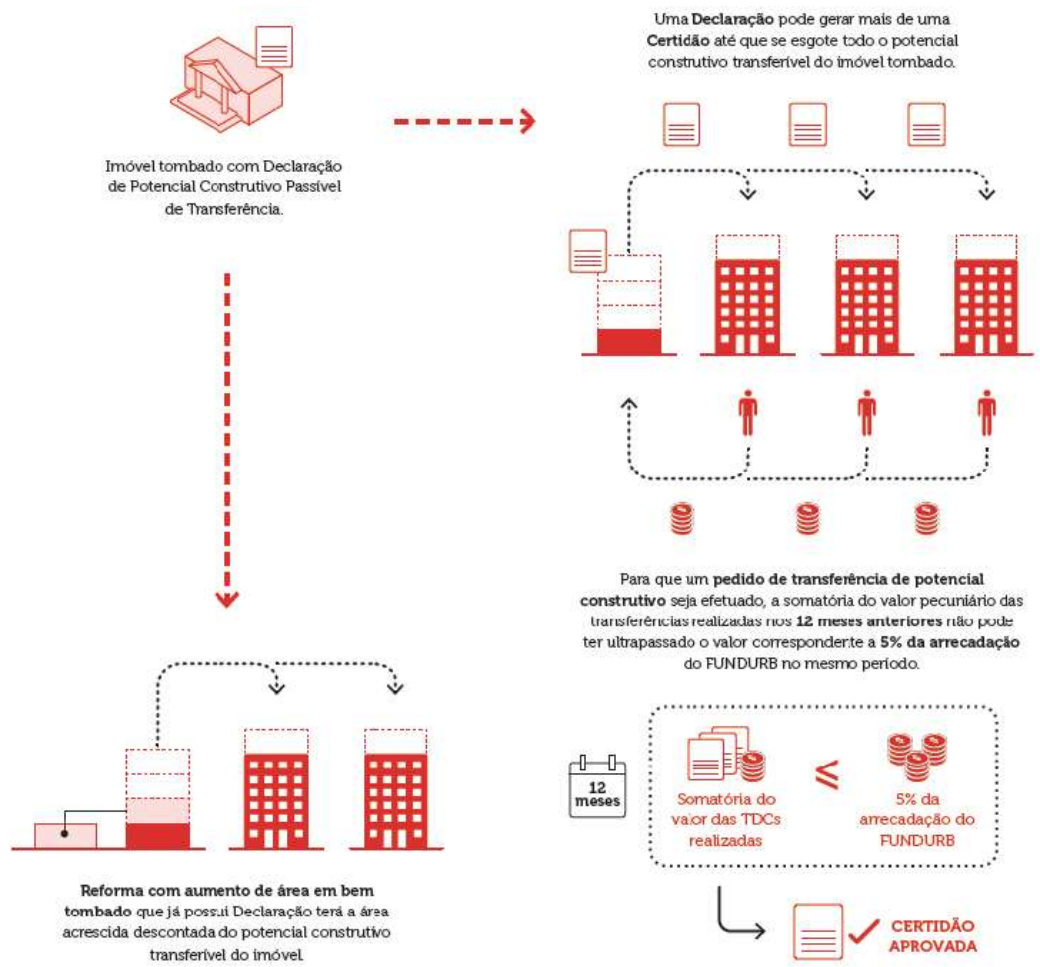 Imóvel tombado com Declaração
de Potencial Construtivo Passível
de Transferência.
Uma Declaração pode gerar mais de uma
Certidão até que se esgote todo o potencial
construtivo transferível do imóvel tombado.
Para que um pedido de transferência de potencial
construtivo seja efetuado, a somatória do valor pecuniário das
transferências realizadas nos 12 meses anteriores não pode
ter ultrapassado o valor correspondente a 5% da arrecadação
do FUNDURB no mesmo período.
12
meses
Somatória do
valor das TDCs
realizadas
⩽
5% da
arrecadação do
FUNDURB
CERTIDÃO
APROVADA
Reforma com aumento de área em bem
tombado que já possui Declaração terá a área
acrescida descontada do potencial construtivo
transferível do imóvel